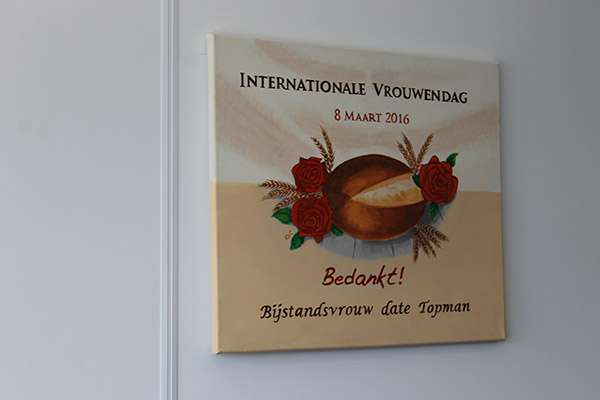 INTERNATIONALE VROUWENDAG
8 MAART 2016
Bedankt!
Bijstandsvrouw date Topman